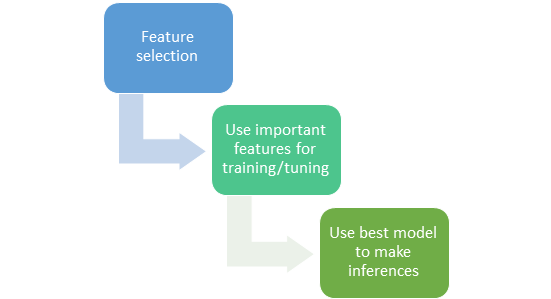 Feature
selection
Use important
features for
training/tuning
Use best model
to make
inferences